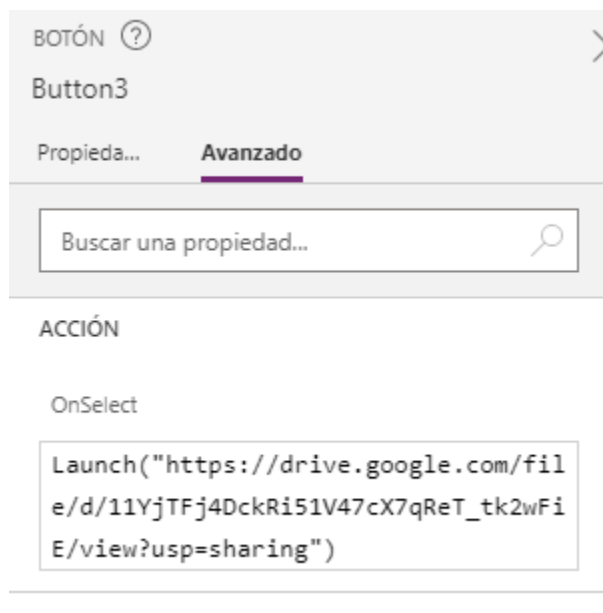 BOTÓN ?
Button3
Propieda... Avanzado
Buscar una propiedad...
ACCIÓN
OnSelect
Launch("https://drive.google.com/fil
e/d/11YjTFj4DckRi51V47cX7qReT_tk2wFi
E/view?usp=sharing")